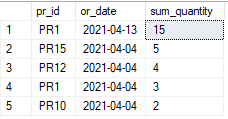 pr_id or_date sum_quantity
1 PR1 2021-04-13 15
2 PR15 2021-04-04 5
3 PR12 2021-04-04 4
4 PR1 2021-04-04 3
5 PR10 2021-04-04 2